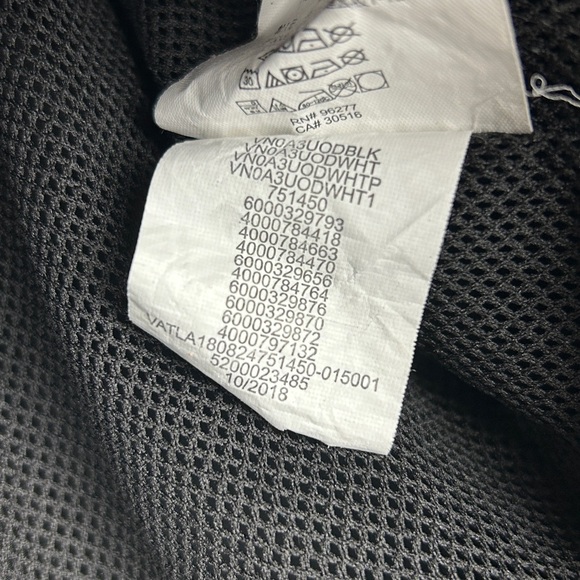 RN# 96277
CA# 30516
VN0A3UODBLK
VN0A3UODWHT
VN0A3UODWHTP
VN0A3UODWHT1
751450
6000329793
4000784418
4000784663
4000784470
6000329656
4000784764
6000329876
6000329870
6000329872
4000797132
VATLA180824751450-015001
5200023485
10/2018